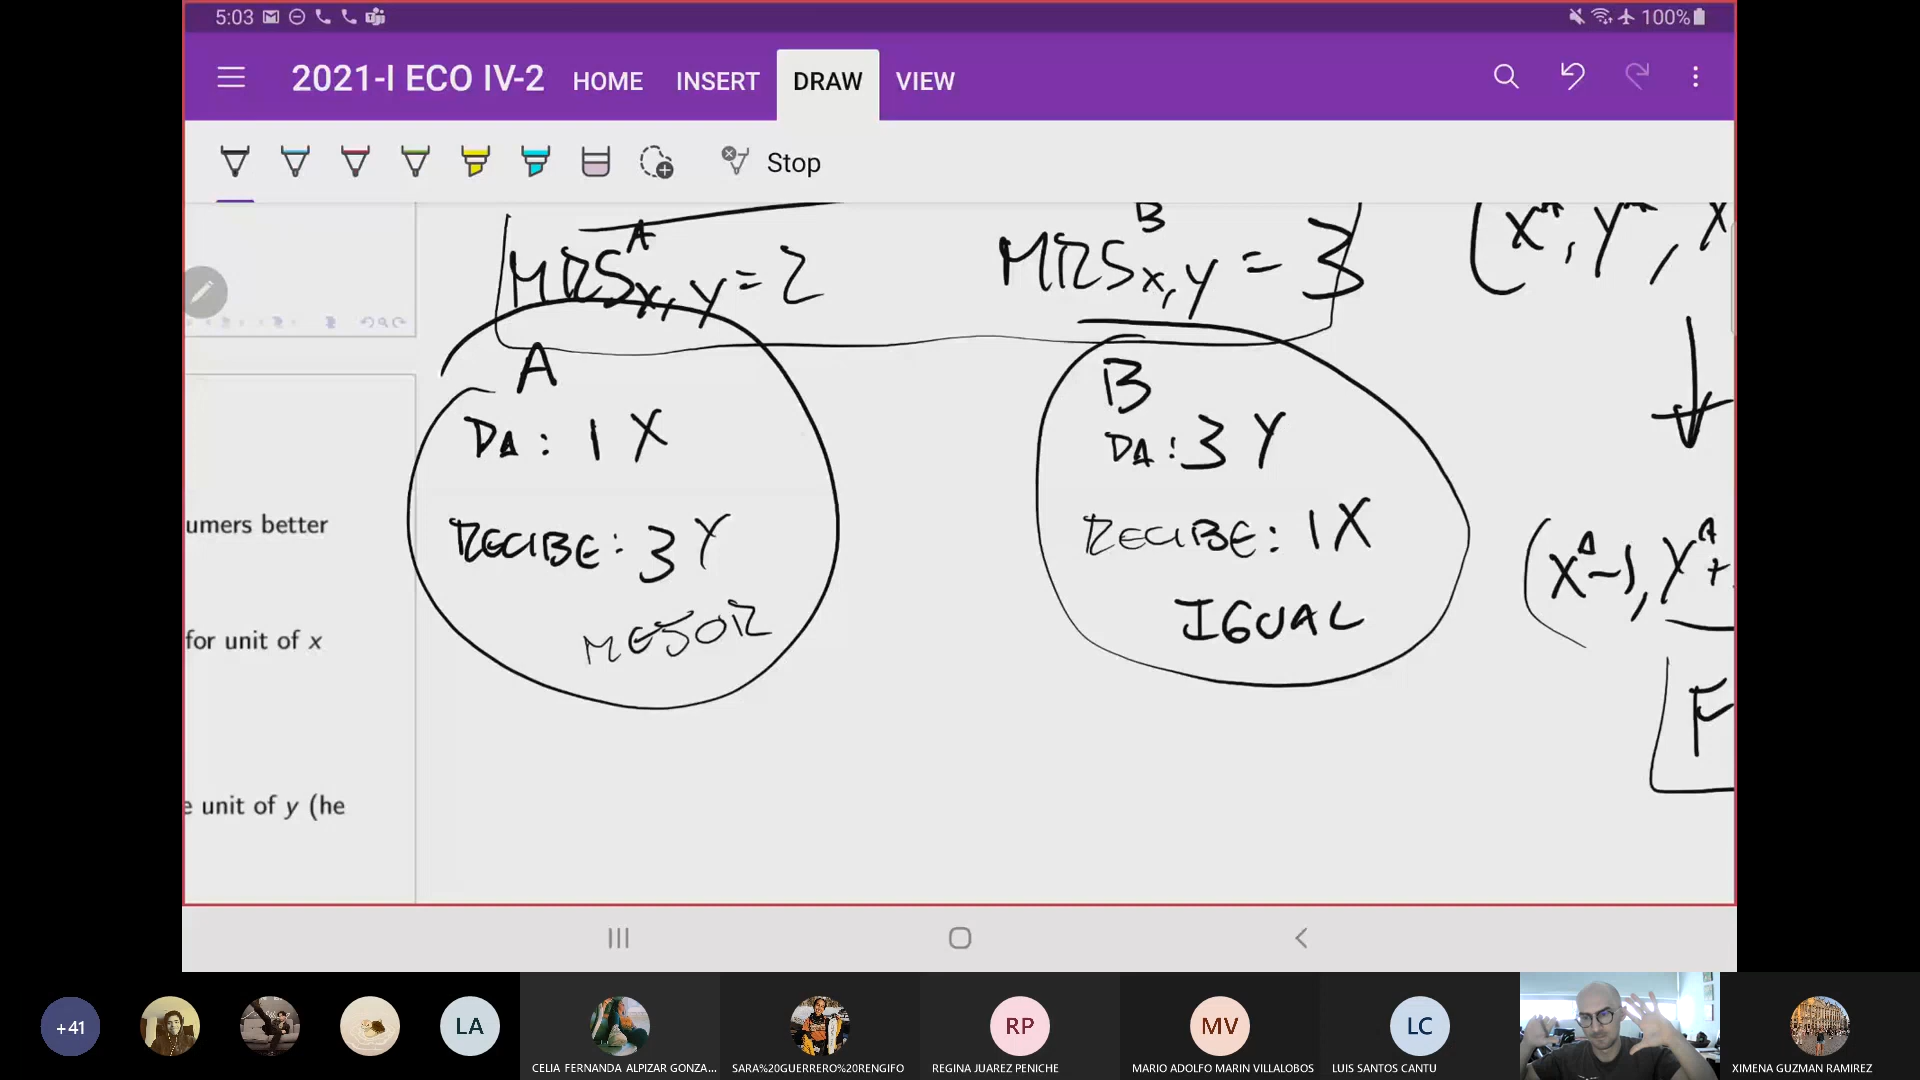 5:03 100%
2021-I ECO IV-2 HOME INSERT DRAW VIEW
Stop
MRS^A x,y = 2
MRS^B x,y = 3
(x^A, y^A, x
A
DA: 1 X
RECIBE: 3 Y
MEJOR
B
DA: 3 Y
RECIBE: 1X
IGUAL
(x^A-1, y^A+
F
umers better
for unit of x
e unit of y (he
+41
LA
CELIA FERNANDA ALPIZAR GONZA...
SARA%20GUERRERO%20RENGIFO
RP
REGINA JUAREZ PENICHE
MV
MARIO ADOLFO MARIN VILLALOBOS
LC
LUIS SANTOS CANTU
XIMENA GUZMAN RAMIREZ